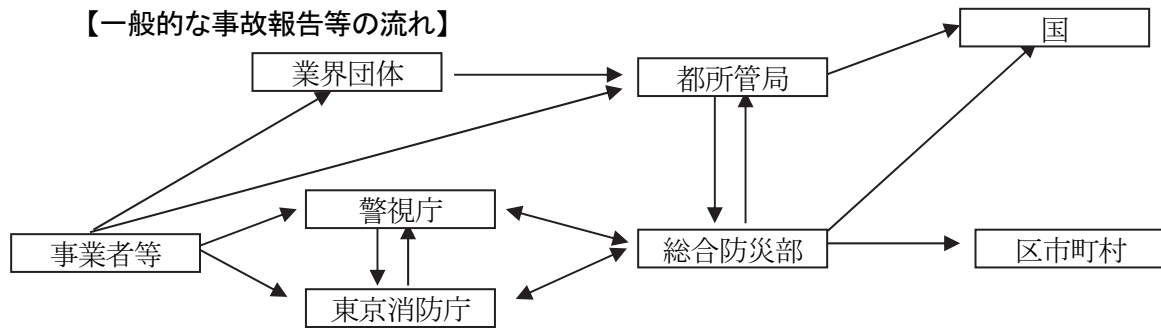 【一般的な事故報告等の流れ】
国
業界団体
都所管局
警視庁
事業者等
総合防災部
区市町村
東京消防庁